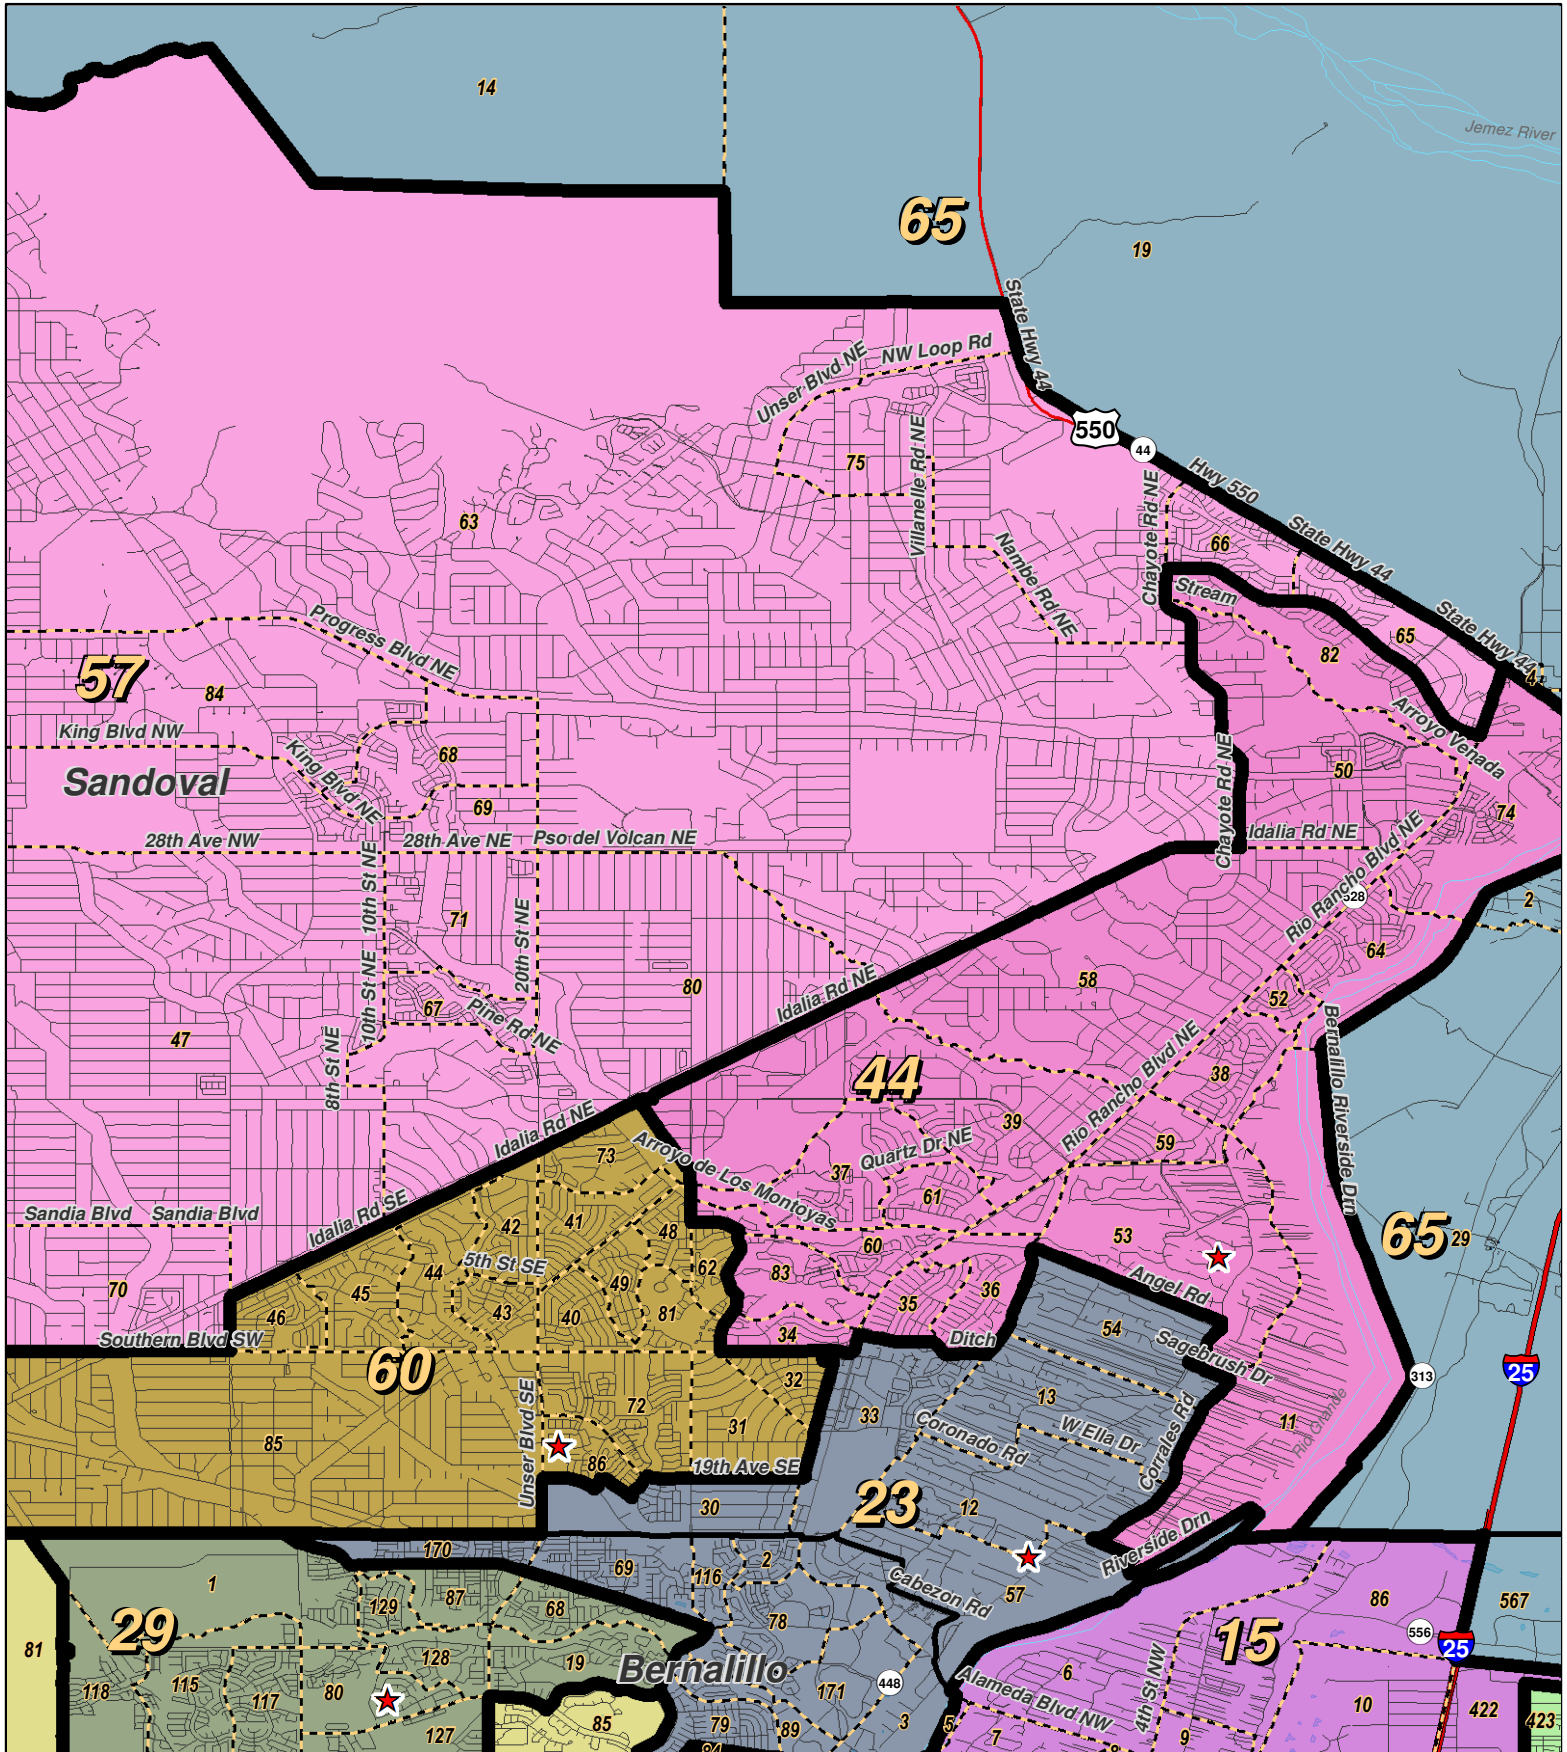 14
Jemez River
65
19
State Hwy 44
NW Loop Rd
Unser Blvd NE
550
44
Villanelle Rd NE
75
Chayote Rd NE
Hwy 550
63
State Hwy 44
66
Nambe Rd NE
Stream
State Hwy 44
Progress Blvd NE
65
82
57
84
4
Arroyo Venada
King Blvd NW
King Blvd NE
68
Sandoval
Chayote Rd NE
50
69
74
28th Ave NW
28th Ave NE
Pso del Volcan NE
Idalia Rd NE
10th St NE
Rio Rancho Blvd NE
528
2
71
20th St NE
64
10th St NE
80
Idalia Rd NE
58
52
67
Pine Rd NE
47
8th St NE
Bernalillo Riverside Drn
44
Rio Rancho Blvd NE
38
Idalia Rd NE
39
73
Arroyo de Los Montoyas
37
Quartz Dr NE
59
61
Sandia Blvd
Sandia Blvd
Idalia Rd SE
42
41
48
53
65
29
60
5th St SE
44
62
83
49
70
45
46
43
40
81
35
36
Angel Rd
34
Ditch
54
Southern Blvd SW
Sagebrush Dr
60
32
13
313
25
Unser Blvd SE
72
31
33
Coronado Rd
W Ella Dr
Corrales Rd
11
Rio Grande
85
86
19th Ave SE
30
23
12
Riverside Drn
170
69
2
116
Cabezon Rd
57
1
129
87
68
78
86
567
29
15
556
25
81
128
19
Bernalillo
118
115
117
80
448
171
6
Alameda Blvd NW
4th St NW
10
422
423
127
85
79
89
3
5
7
8
9
84